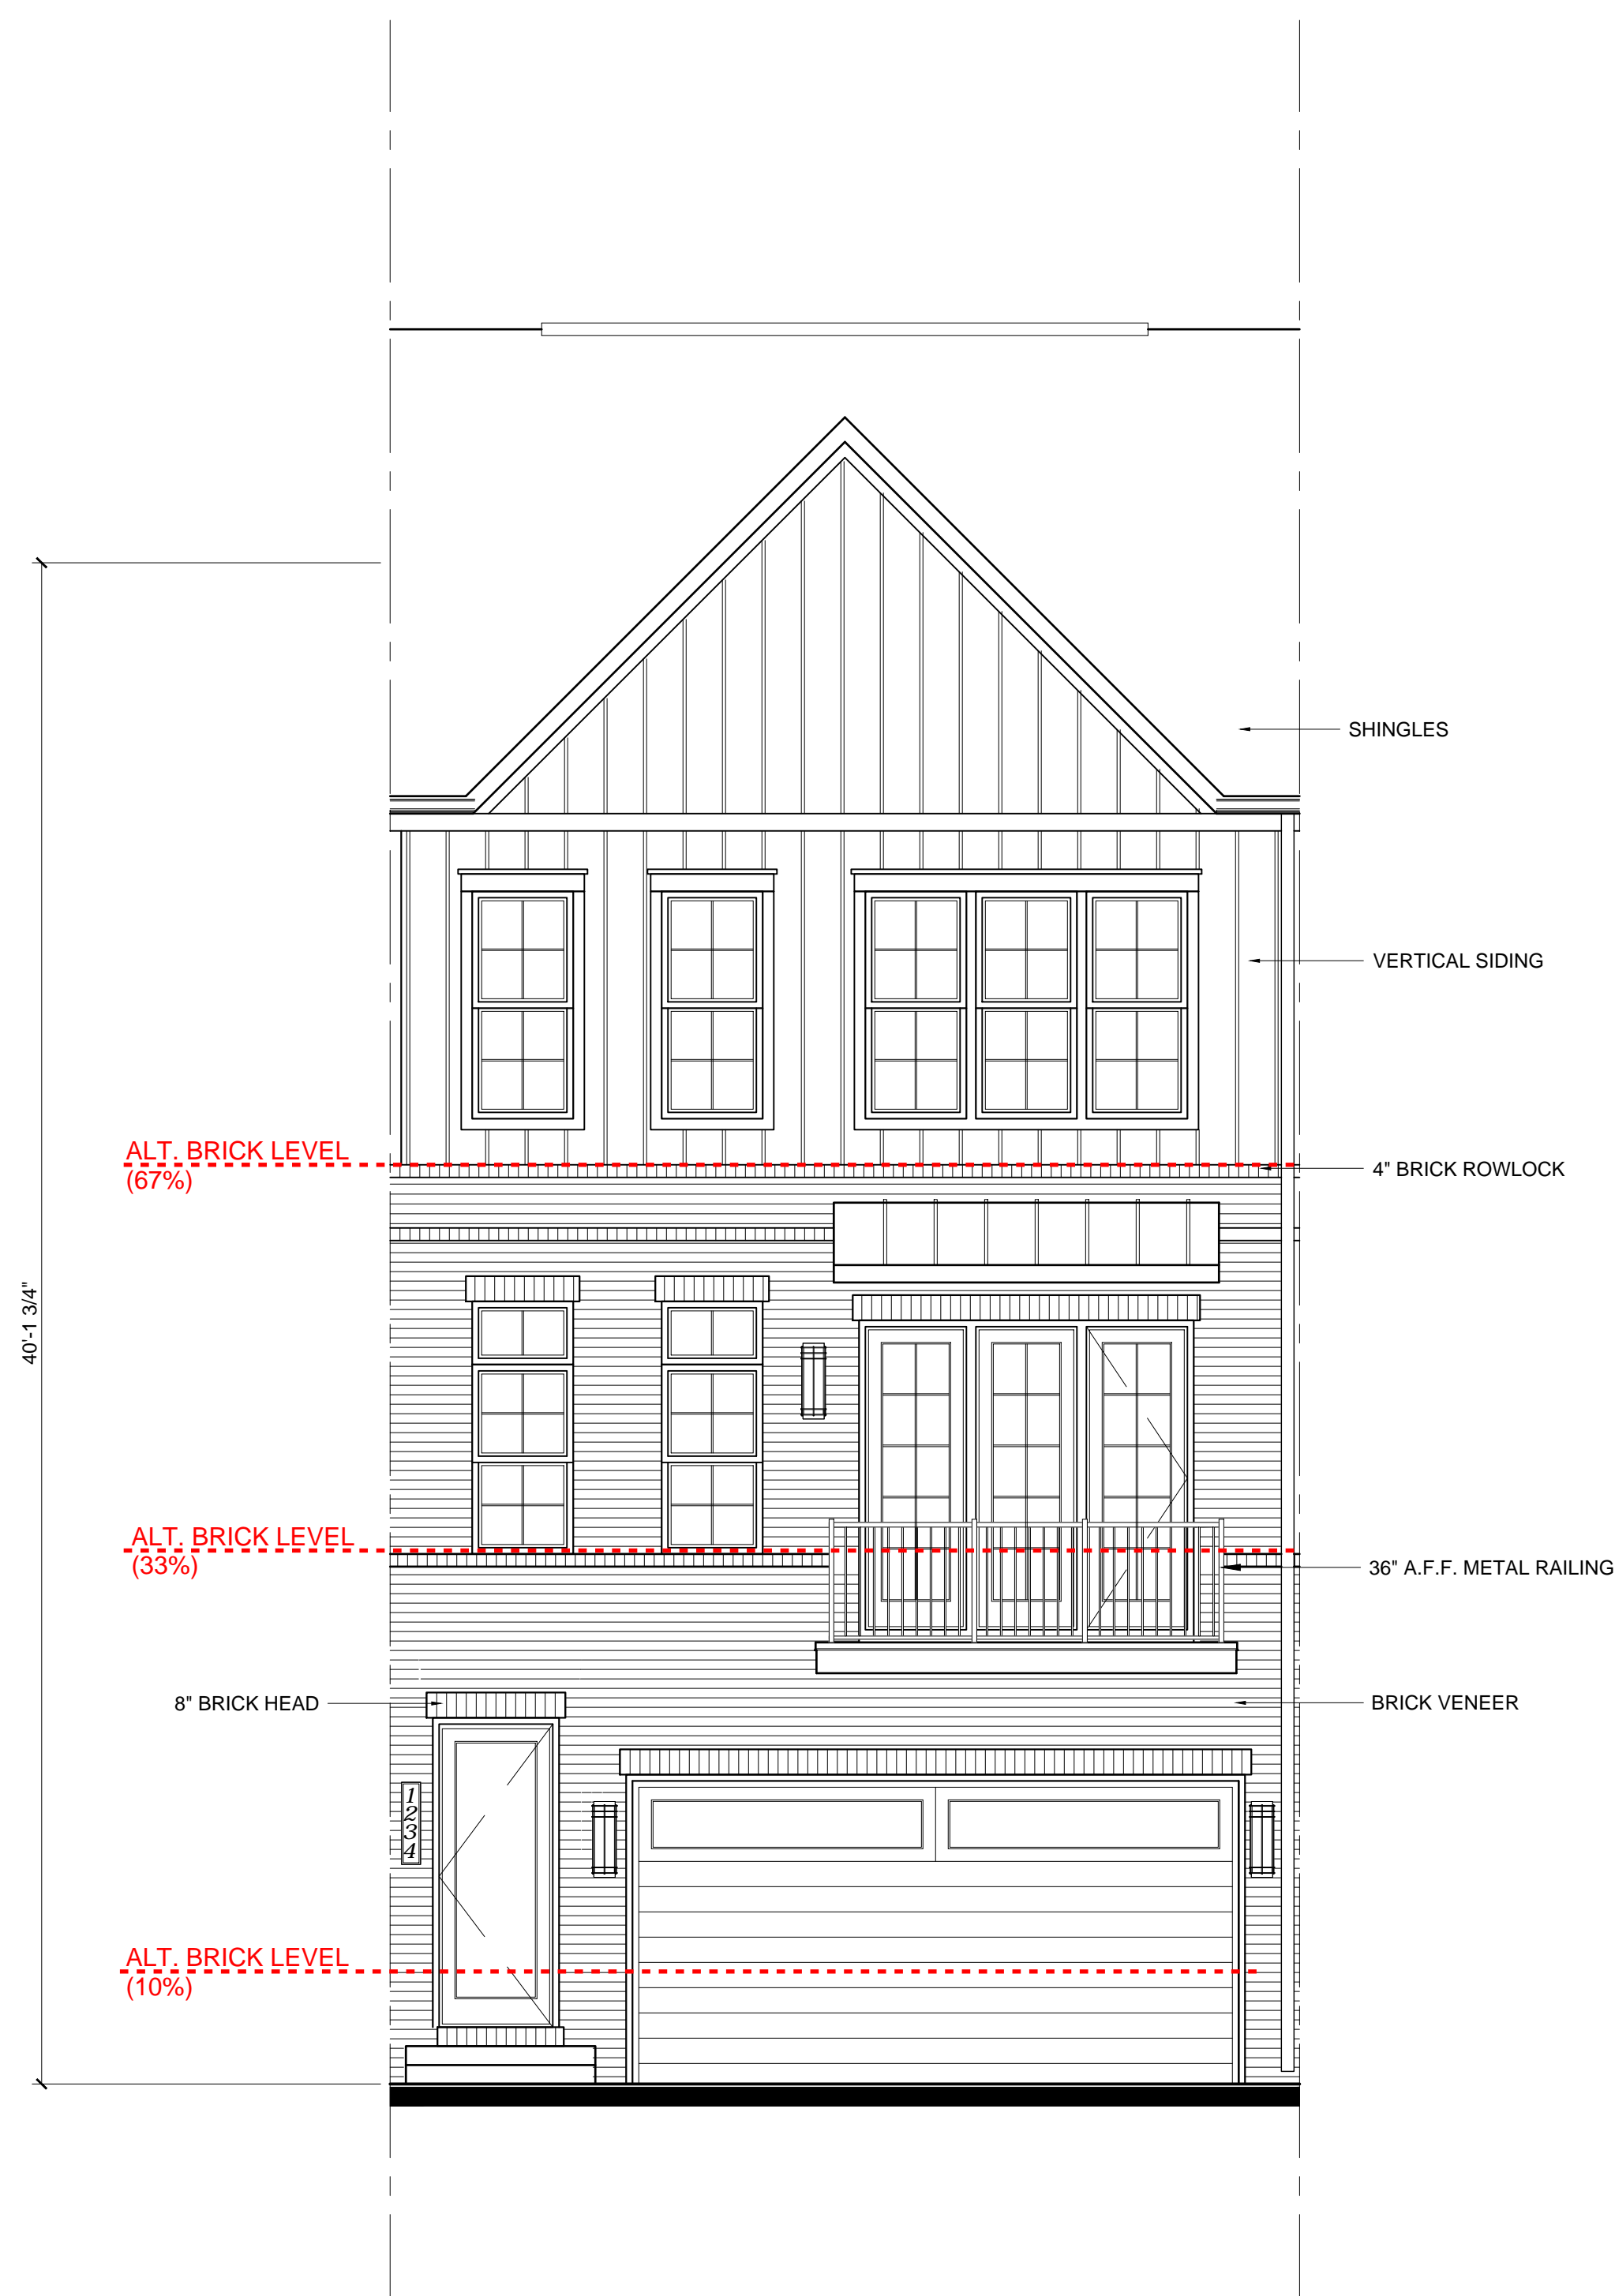 SHINGLES
VERTICAL SIDING
ALT. BRICK LEVEL
(67%)
4" BRICK ROWLOCK
40'-1 3/4"
ALT. BRICK LEVEL
(33%)
36" A.F.F. METAL RAILING
8" BRICK HEAD
BRICK VENEER
1
2
3
4
ALT. BRICK LEVEL
(10%)